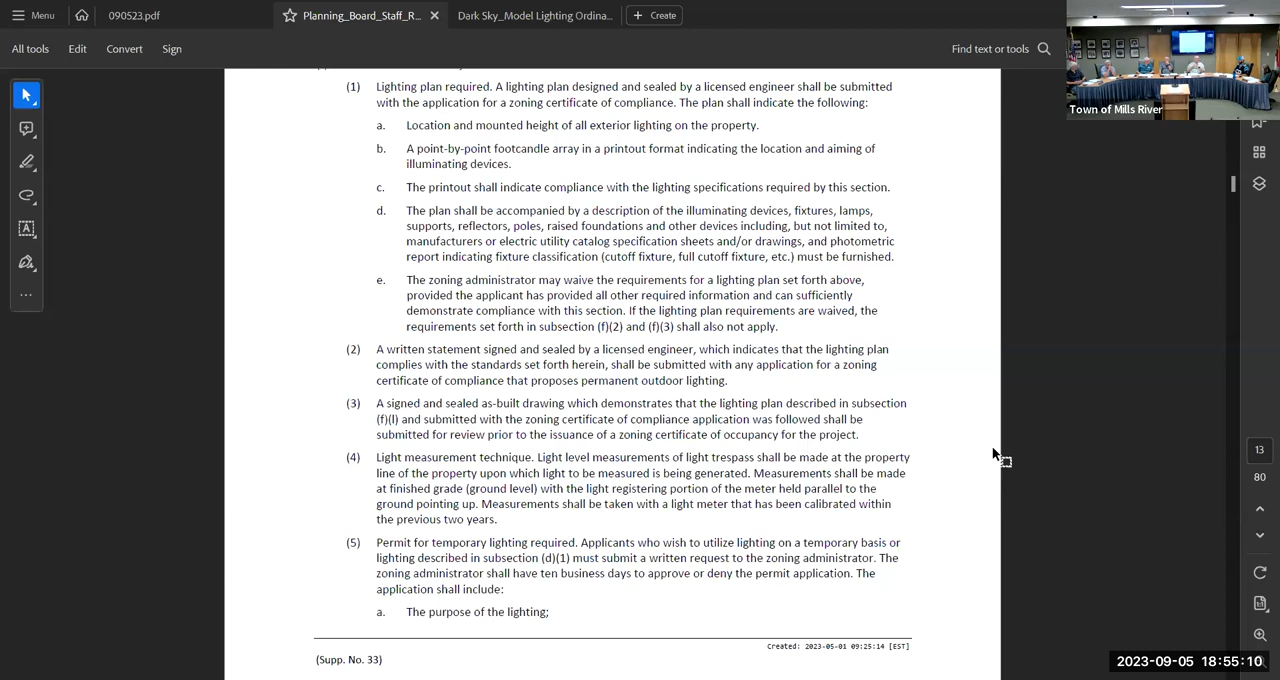 Menu
090523.pdf
Planning_Board_Staff_R...
Dark Sky_Model Lighting Ordina...
+ Create
All tools
Edit
Convert
Sign
Find text or tools
Town of Mills River
(1) Lighting plan required. A lighting plan designed and sealed by a licensed engineer shall be submitted
with the application for a zoning certificate of compliance. The plan shall indicate the following:
a. Location and mounted height of all exterior lighting on the property.
b. A point-by-point footcandle array in a printout format indicating the location and aiming of
illuminating devices.
c. The printout shall indicate compliance with the lighting specifications required by this section.
d. The plan shall be accompanied by a description of the illuminating devices, fixtures, lamps,
supports, reflectors, poles, raised foundations and other devices including, but not limited to,
manufacturers or electric utility catalog specification sheets and/or drawings, and photometric
report indicating fixture classification (cutoff fixture, full cutoff fixture, etc.) must be furnished.
e. The zoning administrator may waive the requirements for a lighting plan set forth above,
provided the applicant has provided all other required information and can sufficiently
demonstrate compliance with this section. If the lighting plan requirements are waived, the
requirements set forth in subsection (f)(2) and (f)(3) shall also not apply.
(2) A written statement signed and sealed by a licensed engineer, which indicates that the lighting plan
complies with the standards set forth herein, shall be submitted with any application for a zoning
certificate of compliance that proposes permanent outdoor lighting.
(3) A signed and sealed as-built drawing which demonstrates that the lighting plan described in subsection
(f)(l) and submitted with the zoning certificate of compliance application was followed shall be
submitted for review prior to the issuance of a zoning certificate of occupancy for the project.
(4) Light measurement technique. Light level measurements of light trespass shall be made at the property
line of the property upon which light to be measured is being generated. Measurements shall be made
at finished grade (ground level) with the light registering portion of the meter held parallel to the
ground pointing up. Measurements shall be taken with a light meter that has been calibrated within
the previous two years.
(5) Permit for temporary lighting required. Applicants who wish to utilize lighting on a temporary basis or
lighting described in subsection (d)(1) must submit a written request to the zoning administrator. The
zoning administrator shall have ten business days to approve or deny the permit application. The
application shall include:
a. The purpose of the lighting;
Created: 2023-05-01 09:25:14 [EST]
(Supp. No. 33)
13
80
2023-09-05 18:55:10